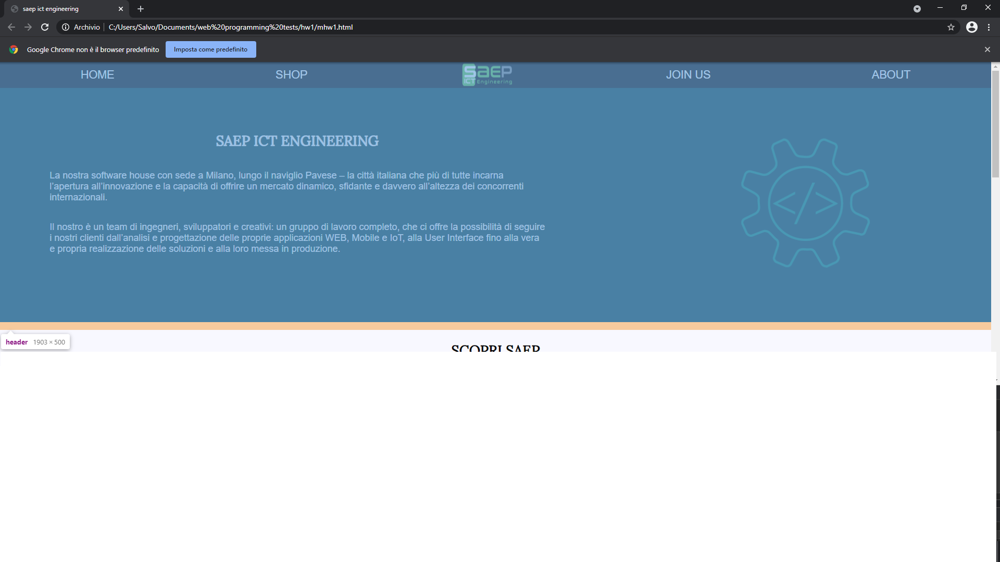 saep ict engineering
Archivio C:/Users/Salvo/Documents/web%20programming%20tests/hw1/mhw1.html
Google Chrome non è il browser predefinito Imposta come predefinito
HOME SHOP SaEP ICT Engineering JOIN US ABOUT
SAEP ICT ENGINEERING
La nostra software house con sede a Milano, lungo il naviglio Pavese – la città italiana che più di tutte incarna
l’apertura all’innovazione e la capacità di offrire un mercato dinamico, sfidante e davvero all’altezza dei concorrenti
internazionali.
Il nostro è un team di ingegneri, sviluppatori e creativi: un gruppo di lavoro completo, che ci offre la possibilità di seguire
i nostri clienti dall’analisi e progettazione delle proprie applicazioni WEB, Mobile e IoT, alla User Interface fino alla vera
e propria realizzazione delle soluzioni e alla loro messa in produzione.
</>
header 1903 × 500
SCOPRI SAEP